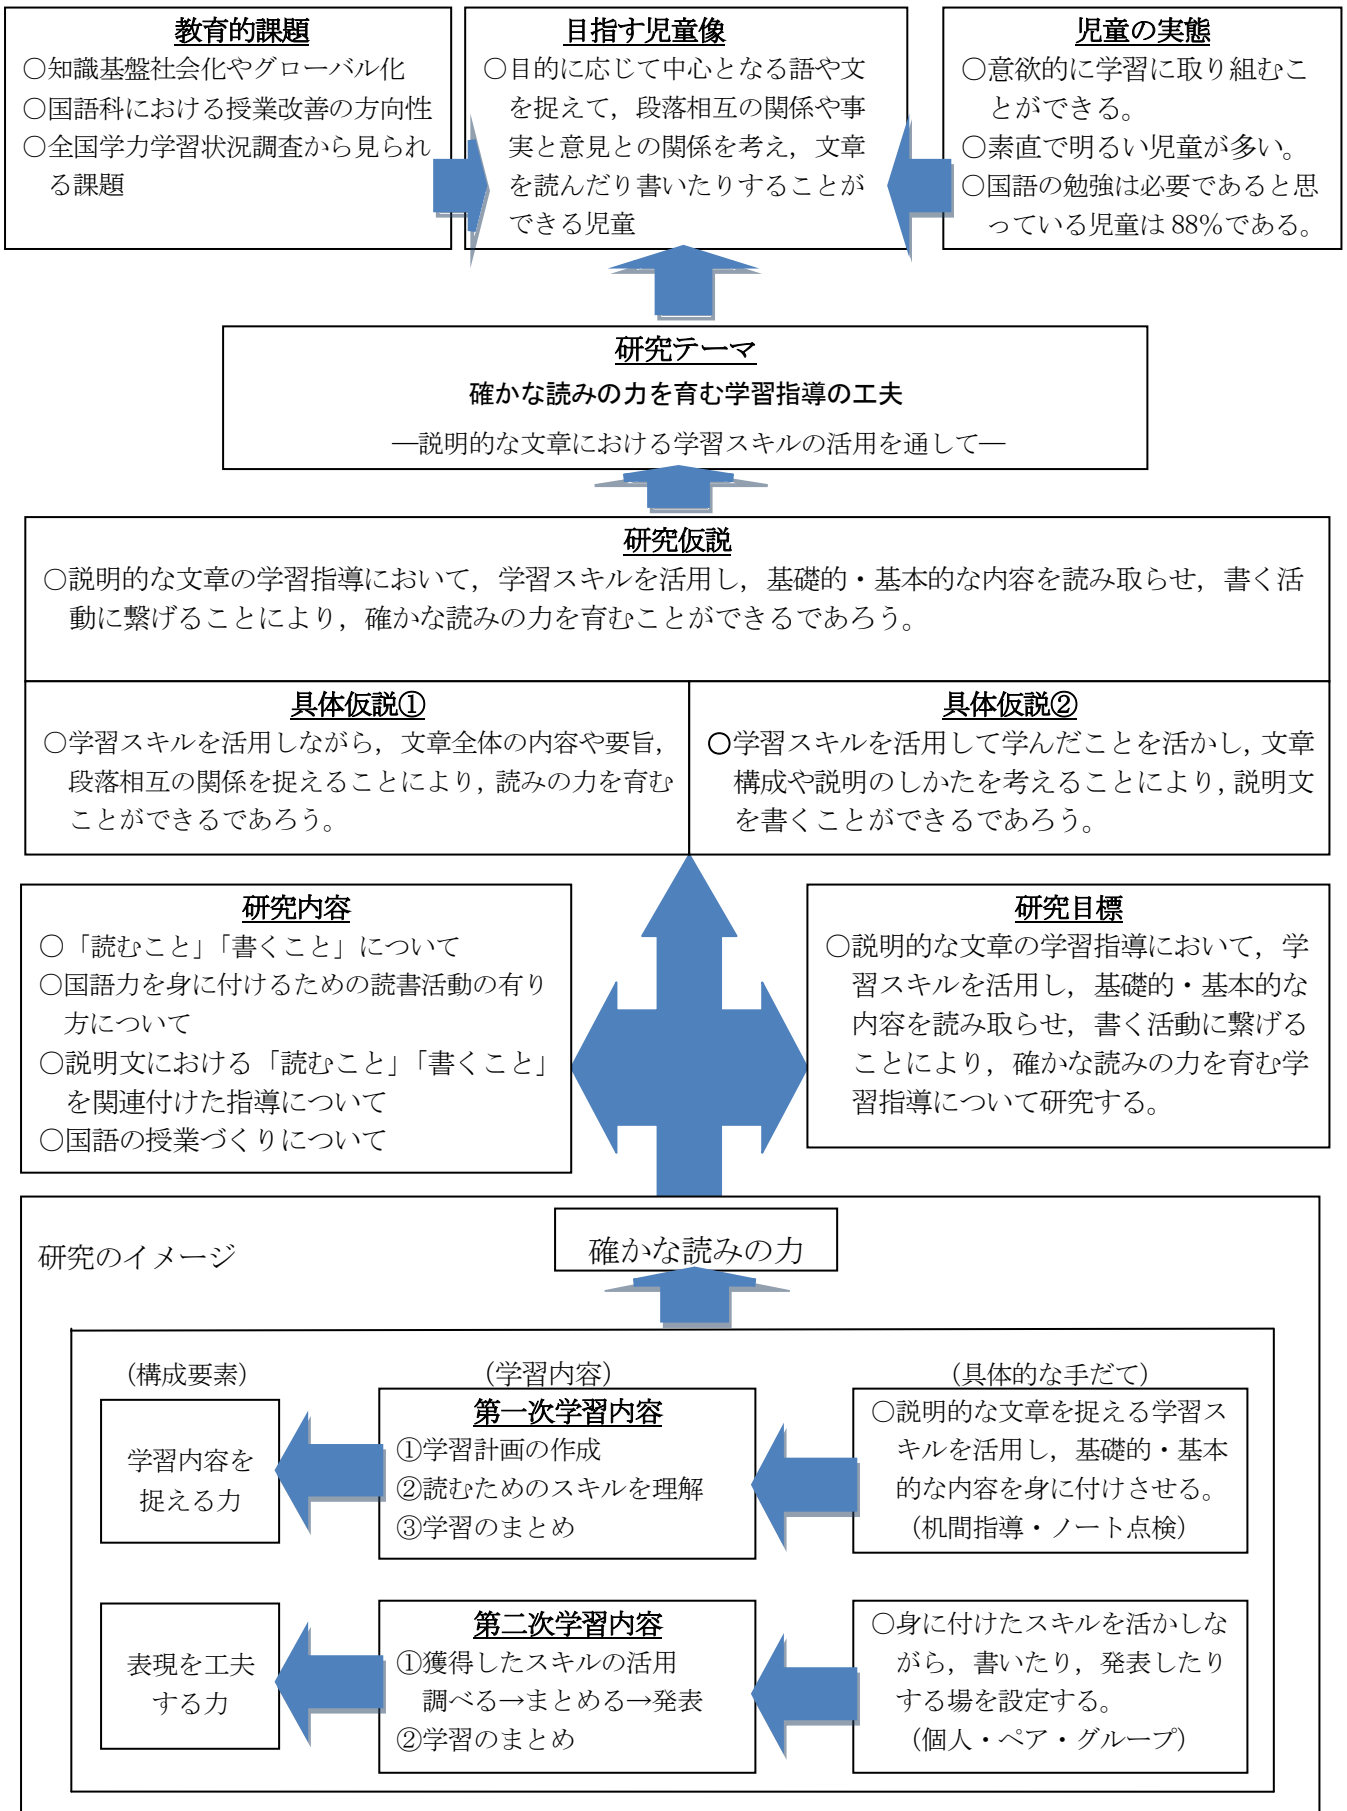 教育的課題
○知識基盤社会化やグローバル化
○国語科における授業改善の方向性
○全国学力学習状況調査から見られ
る課題
目指す児童像
○目的に応じて中心となる語や文
を捉えて，段落相互の関係や事
実と意見との関係を考え，文章
を読んだり書いたりすることが
できる児童
児童の実態
○意欲的に学習に取り組むこ
とができる。
○素直で明るい児童が多い。
○国語の勉強は必要であると思
っている児童は 88％である。
研究テーマ
確かな読みの力を育む学習指導の工夫
―説明的な文章における学習スキルの活用を通して―
研究仮説
○説明的な文章の学習指導において，学習スキルを活用し，基礎的・基本的な内容を読み取らせ，書く活
動に繋げることにより，確かな読みの力を育むことができるであろう。
具体仮説①
○学習スキルを活用しながら，文章全体の内容や要旨，
段落相互の関係を捉えることにより，読みの力を育む
ことができるであろう。
具体仮説②
○学習スキルを活用して学んだことを活かし，文章
構成や説明のしかたを考えることにより，説明文
を書くことができるであろう。
研究内容
○「読むこと」「書くこと」について
○国語力を身に付けるための読書活動の有り
方について
○説明文における「読むこと」「書くこと」
を関連付けた指導について
○国語の授業づくりについて
研究目標
○説明的な文章の学習指導において，学
習スキルを活用し，基礎的・基本的な
内容を読み取らせ，書く活動に繋げる
ことにより，確かな読みの力を育む学
習指導について研究する。
研究のイメージ
確かな読みの力
（構成要素）
（学習内容）
（具体的な手だて）
学習内容を
捉える力
第一次学習内容
①学習計画の作成
②読むためのスキルを理解
③学習のまとめ
○説明的な文章を捉える学習ス
キルを活用し，基礎的・基本
的な内容を身に付けさせる。
（机間指導・ノート点検）
表現を工夫
する力
第二次学習内容
①獲得したスキルの活用
調べる→まとめる→発表
②学習のまとめ
○身に付けたスキルを活かしな
がら，書いたり，発表したり
する場を設定する。
（個人・ペア・グループ）